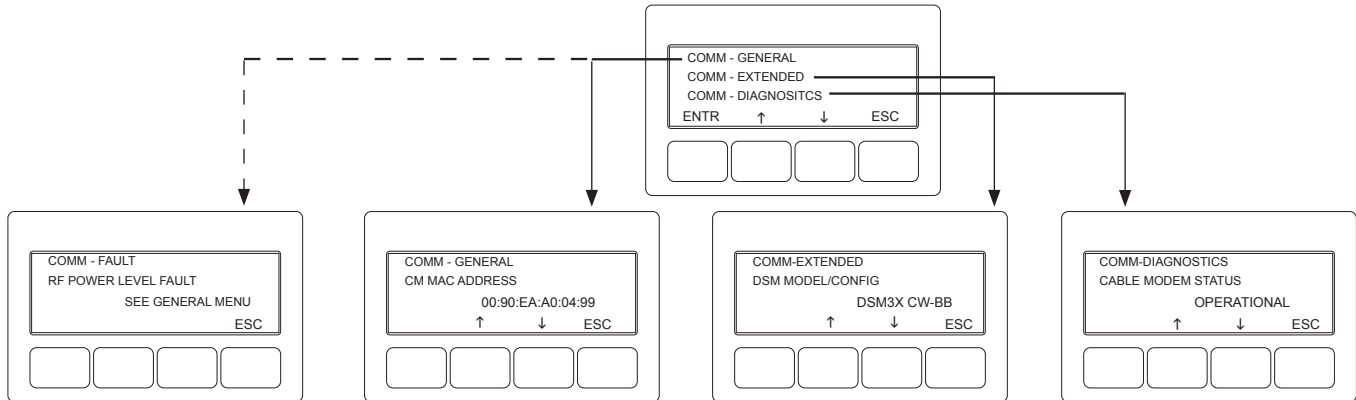 COMM - GENERAL
COMM - EXTENDED
COMM - DIAGNOSITCS
ENTR ↑ ↓ ESC
COMM - FAULT
RF POWER LEVEL FAULT
SEE GENERAL MENU
ESC
COMM - GENERAL
CM MAC ADDRESS
00:90:EA:A0:04:99
↑ ↓ ESC
COMM-EXTENDED
DSM MODEL/CONFIG
DSM3X CW-BB
↑ ↓ ESC
COMM-DIAGNOSTICS
CABLE MODEM STATUS
OPERATIONAL
↑ ↓ ESC